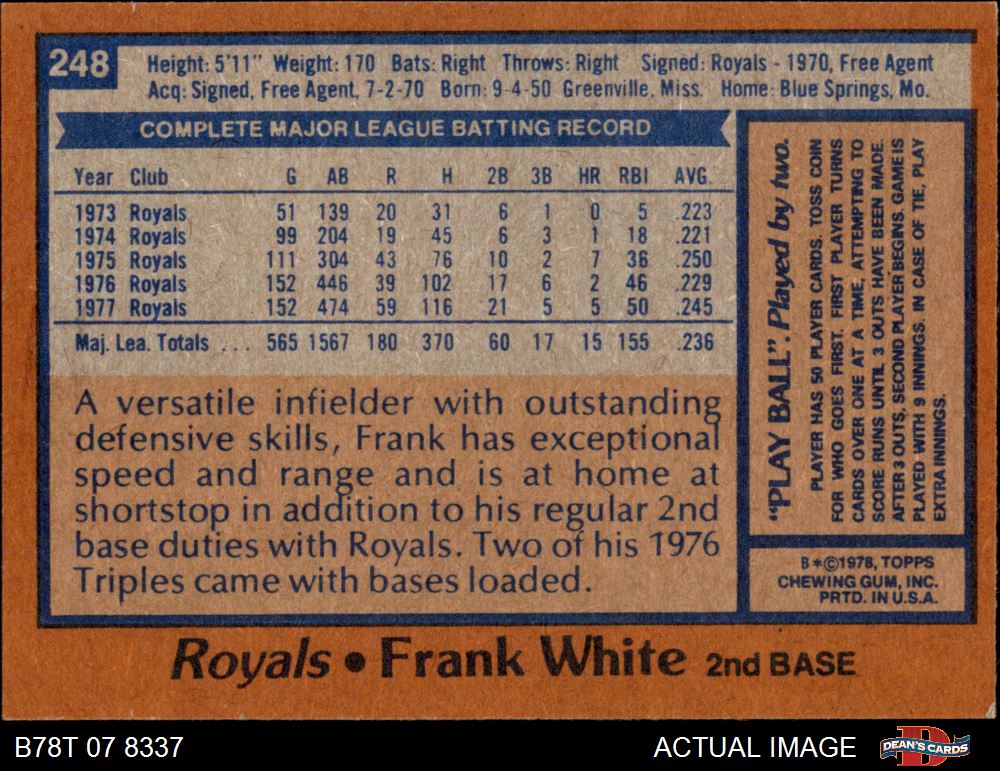 248
Height: 5'11" Weight: 170 Bats: Right Throws: Right Signed: Royals - 1970, Free Agent
Acq: Signed, Free Agent, 7-2-70 Born: 9-4-50 Greenville, Miss. Home: Blue Springs, Mo.
COMPLETE MAJOR LEAGUE BATTING RECORD
Year Club G AB R H 2B 3B HR RBI AVG.
1973 Royals 51 139 20 31 6 1 0 5 .223
1974 Royals 99 204 19 45 6 3 1 18 .221
1975 Royals 111 304 43 76 10 2 7 36 .250
1976 Royals 152 446 39 102 17 6 2 46 .229
1977 Royals 152 474 59 116 21 5 5 50 .245
Maj. Lea. Totals ... 565 1567 180 370 60 17 15 155 .236
A versatile infielder with outstanding
defensive skills, Frank has exceptional
speed and range and is at home at
shortstop in addition to his regular 2nd
base duties with Royals. Two of his 1976
Triples came with bases loaded.
"PLAY BALL". Played by two.
PLAYER HAS 50 PLAYER CARDS. TOSS COIN
FOR WHO GOES FIRST. FIRST PLAYER TURNS
CARDS OVER ONE AT A TIME, ATTEMPTING TO
SCORE RUNS UNTIL 3 OUTS HAVE BEEN MADE.
AFTER 3 OUTS, SECOND PLAYER BEGINS. GAME IS
PLAYED WITH 9 INNINGS. IN CASE OF TIE, PLAY
EXTRA INNINGS.
B*©1978, TOPPS
CHEWING GUM, INC.
PRTD. IN U.S.A.
Royals • Frank White 2nd BASE
B78T 07 8337
ACTUAL IMAGE
DEAN'S CARDS